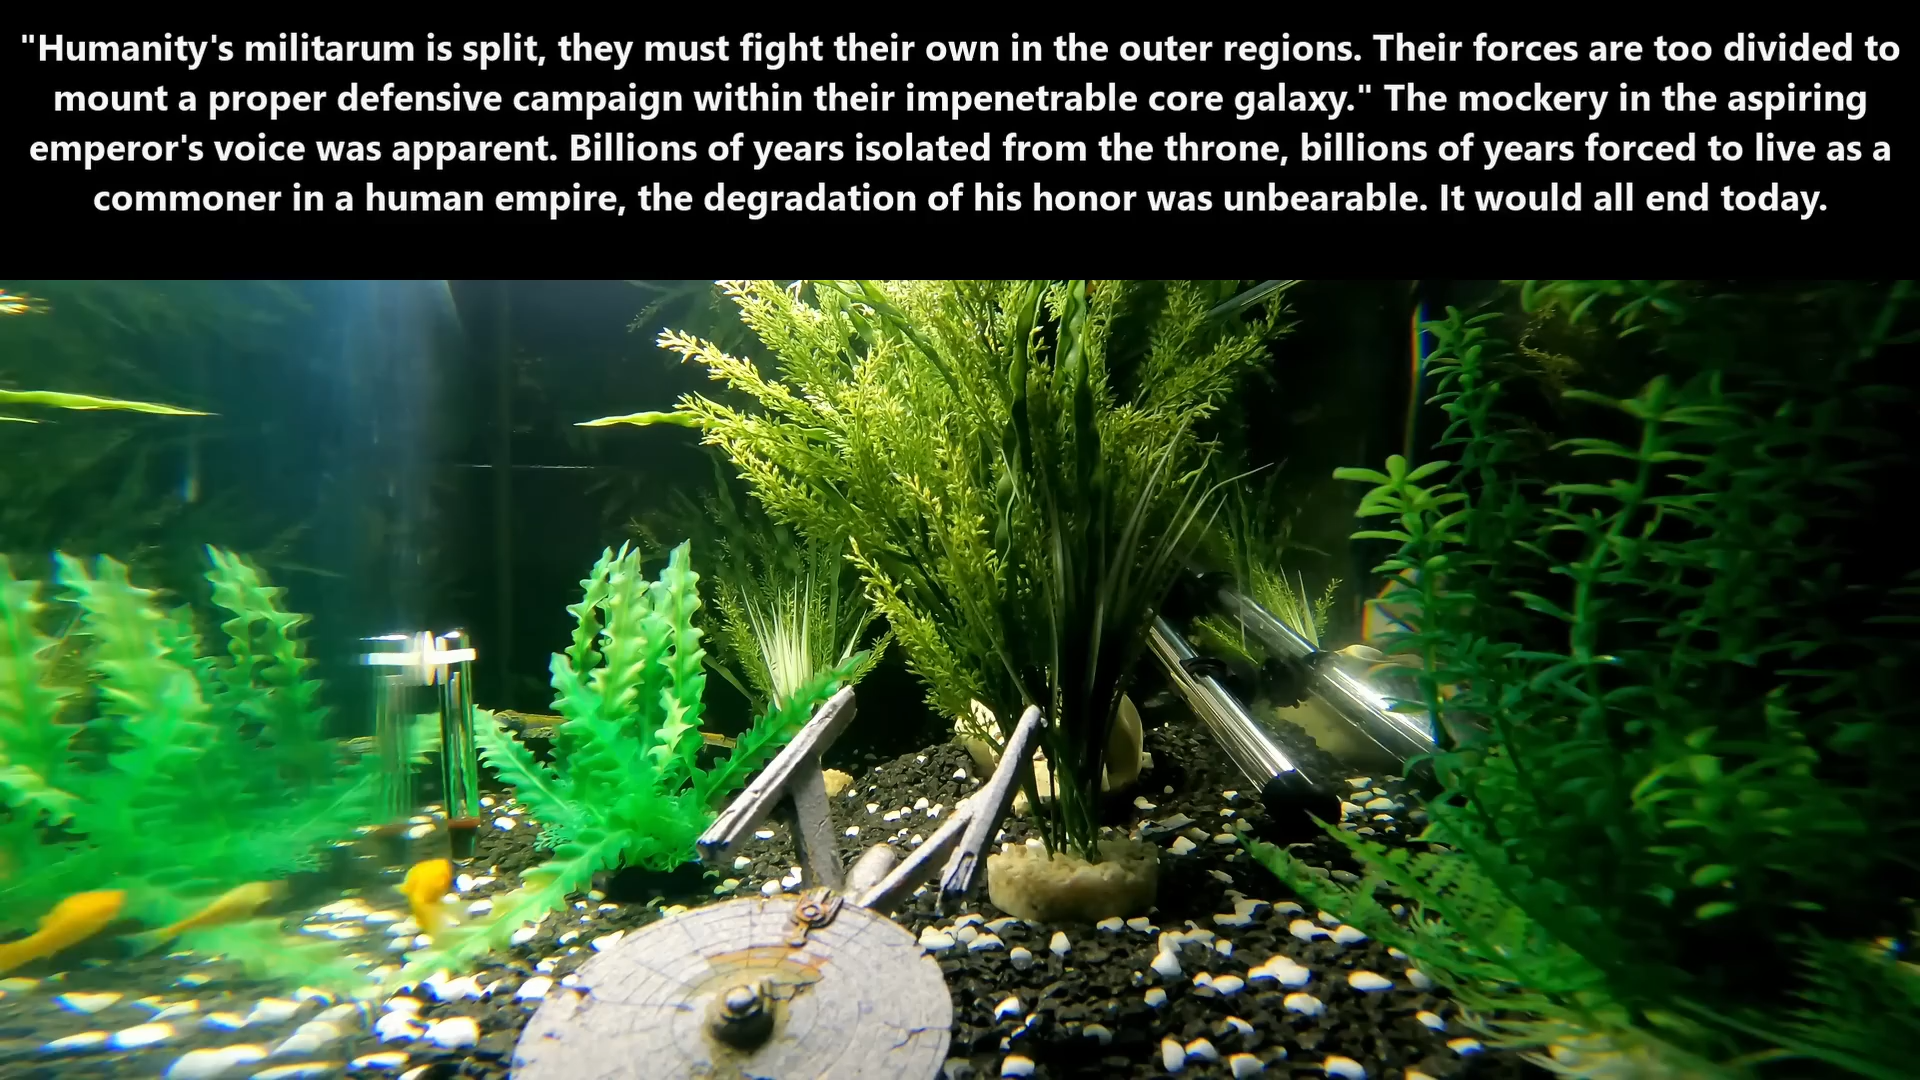 "Humanity's militarum is split, they must fight their own in the outer regions. Their forces are too divided to
mount a proper defensive campaign within their impenetrable core galaxy." The mockery in the aspiring
emperor's voice was apparent. Billions of years isolated from the throne, billions of years forced to live as a
commoner in a human empire, the degradation of his honor was unbearable. It would all end today.